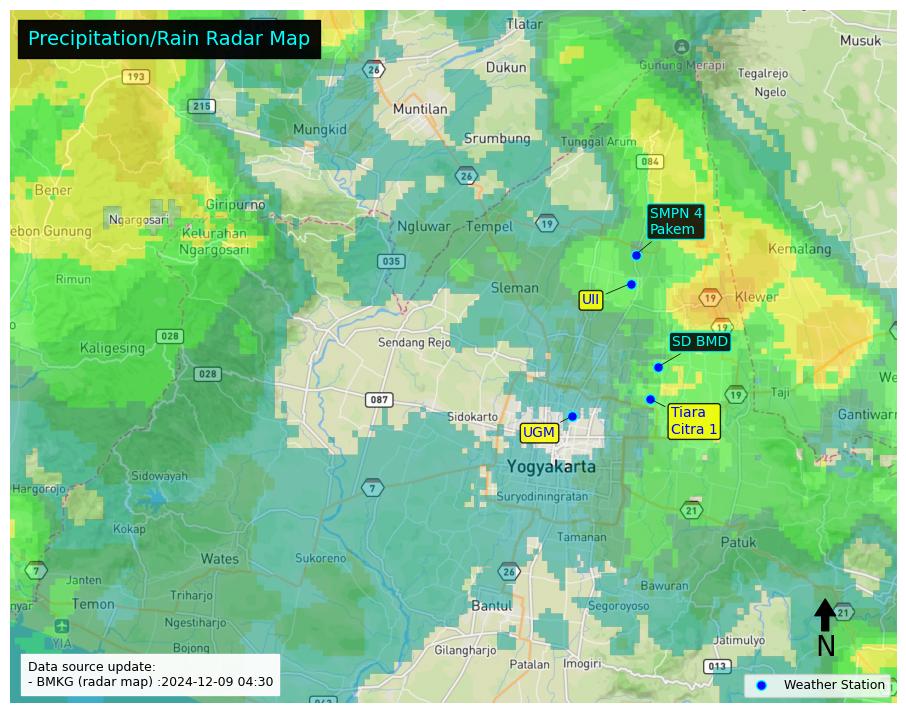 Precipitation/Rain Radar Map
Tlatar
Musuk
26
Dukun
Gunung Merapi
193
Tegalrejo
Ngelo
215
Muntilan
Mungkid
Srumbung
Tunggal Arum
084
26
Bener
Giripurno
Ngargosari
SMPN 4
Pakem
ebon Gunung
Kelurahan
Ngargosari
Ngluwar
Tempel
19
Kemalang
035
Rimun
Sleman
UII
19
Klewer
19
028
Kaligesing
Sendang Rejo
SD BMD
028
We
087
19
Taji
Sidokarto
Tiara
Citra 1
Gantiwar
UGM
Yogyakarta
Sidowayah
Hargorojo
7
Suryodiningratan
21
Kokap
Tamanan
Patuk
Wates
Sukoreno
7
26
Janten
Bawuran
Triharjo
Temon
Bantul
Segoroyoso
21
nyar
Ngestiharjo
YIA
Bojong
Gilangharjo
Jatimulyo
N
Patalan
Imogiri
013
Data source update:
- BMKG (radar map) :2024-12-09 04:30
Weather Station